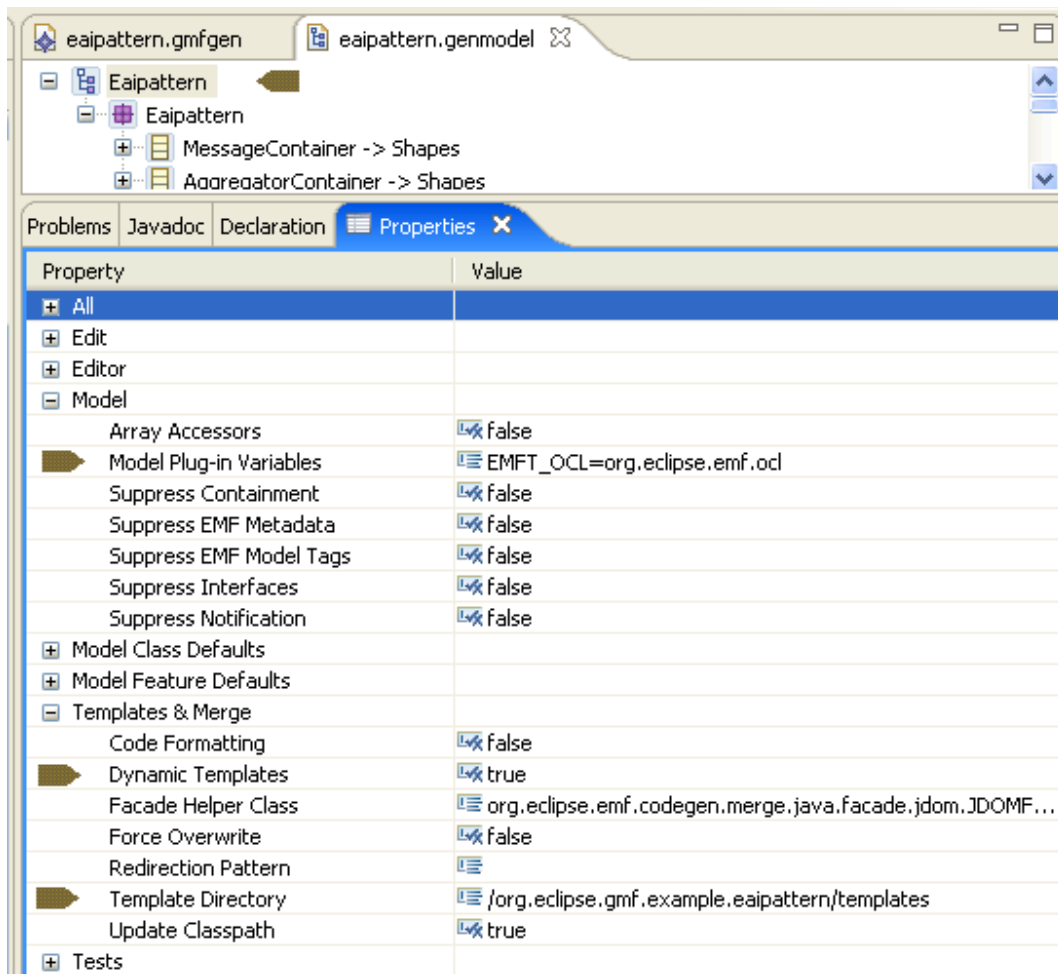 eaipattern.gmfgen eaipattern.genmodel
Eaipattern
Eaipattern
MessageContainer -> Shapes
AggregatorContainer -> Shapes
Problems Javadoc Declaration Properties
Property Value
All
Edit
Editor
Model
Array Accessors false
Model Plug-in Variables EMFT_OCL=org.eclipse.emf.ocl
Suppress Containment false
Suppress EMF Metadata false
Suppress EMF Model Tags false
Suppress Interfaces false
Suppress Notification false
Model Class Defaults
Model Feature Defaults
Templates & Merge
Code Formatting false
Dynamic Templates true
Facade Helper Class org.eclipse.emf.codegen.merge.java.facade.jdom.JDOMF...
Force Overwrite false
Redirection Pattern
Template Directory /org.eclipse.gmf.example.eaipattern/templates
Update Classpath true
Tests